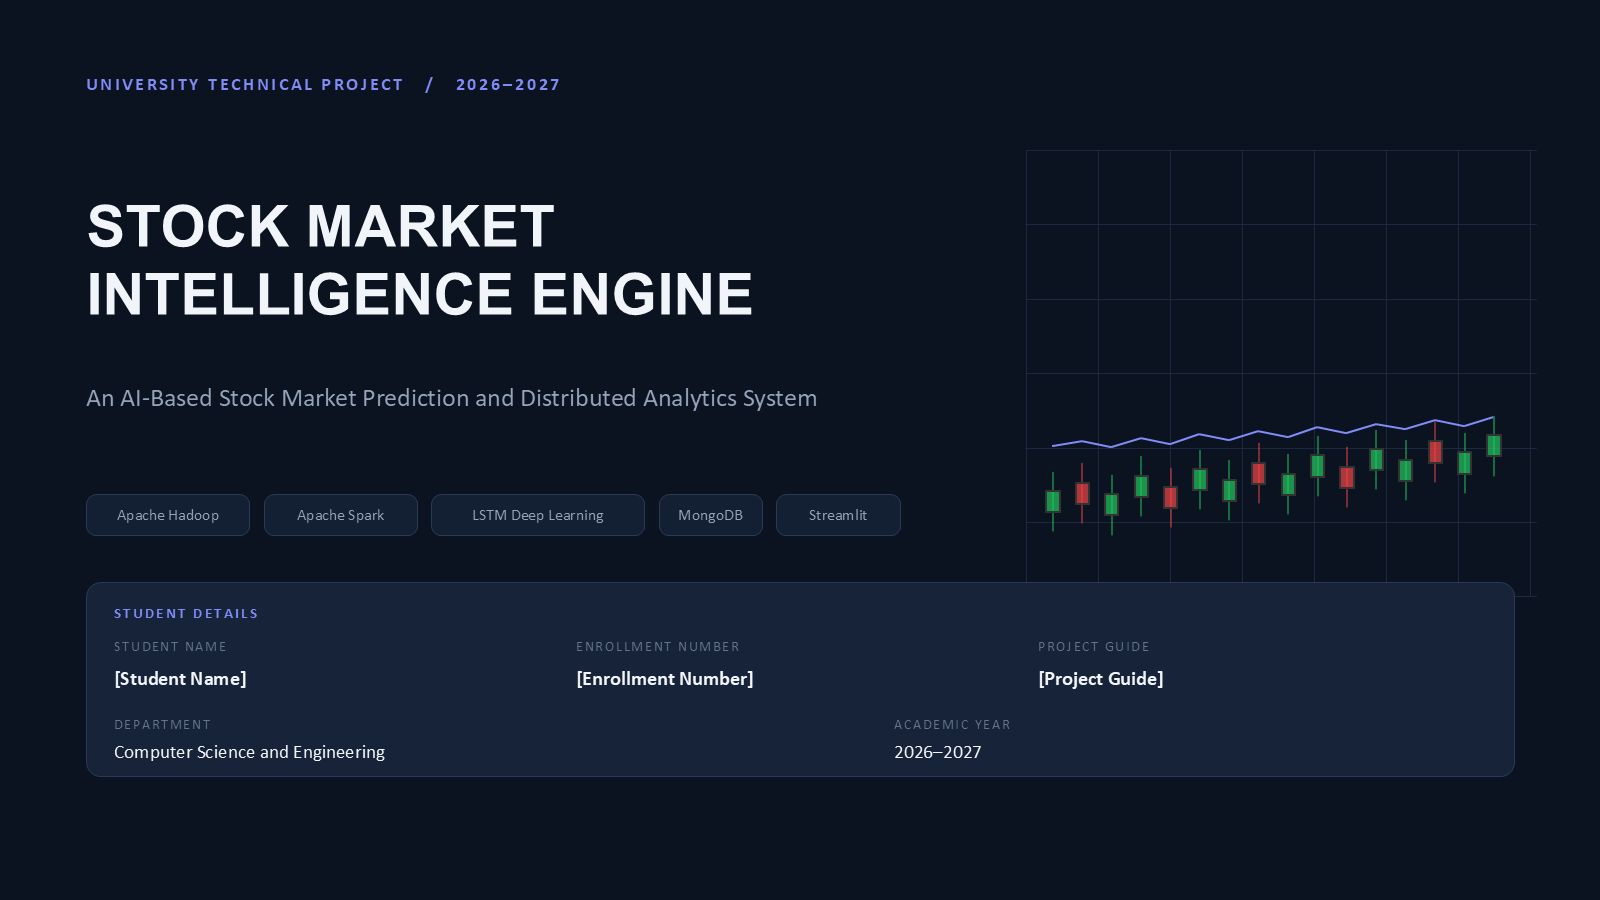 UNIVERSITY TECHNICAL PROJECT / 2026–2027
STOCK MARKET
INTELLIGENCE ENGINE
An AI-Based Stock Market Prediction and Distributed Analytics System
Apache Hadoop Apache Spark LSTM Deep Learning MongoDB Streamlit
STUDENT DETAILS
STUDENT NAME ENROLLMENT NUMBER PROJECT GUIDE
[Student Name] [Enrollment Number] [Project Guide]
DEPARTMENT ACADEMIC YEAR
Computer Science and Engineering 2026–2027